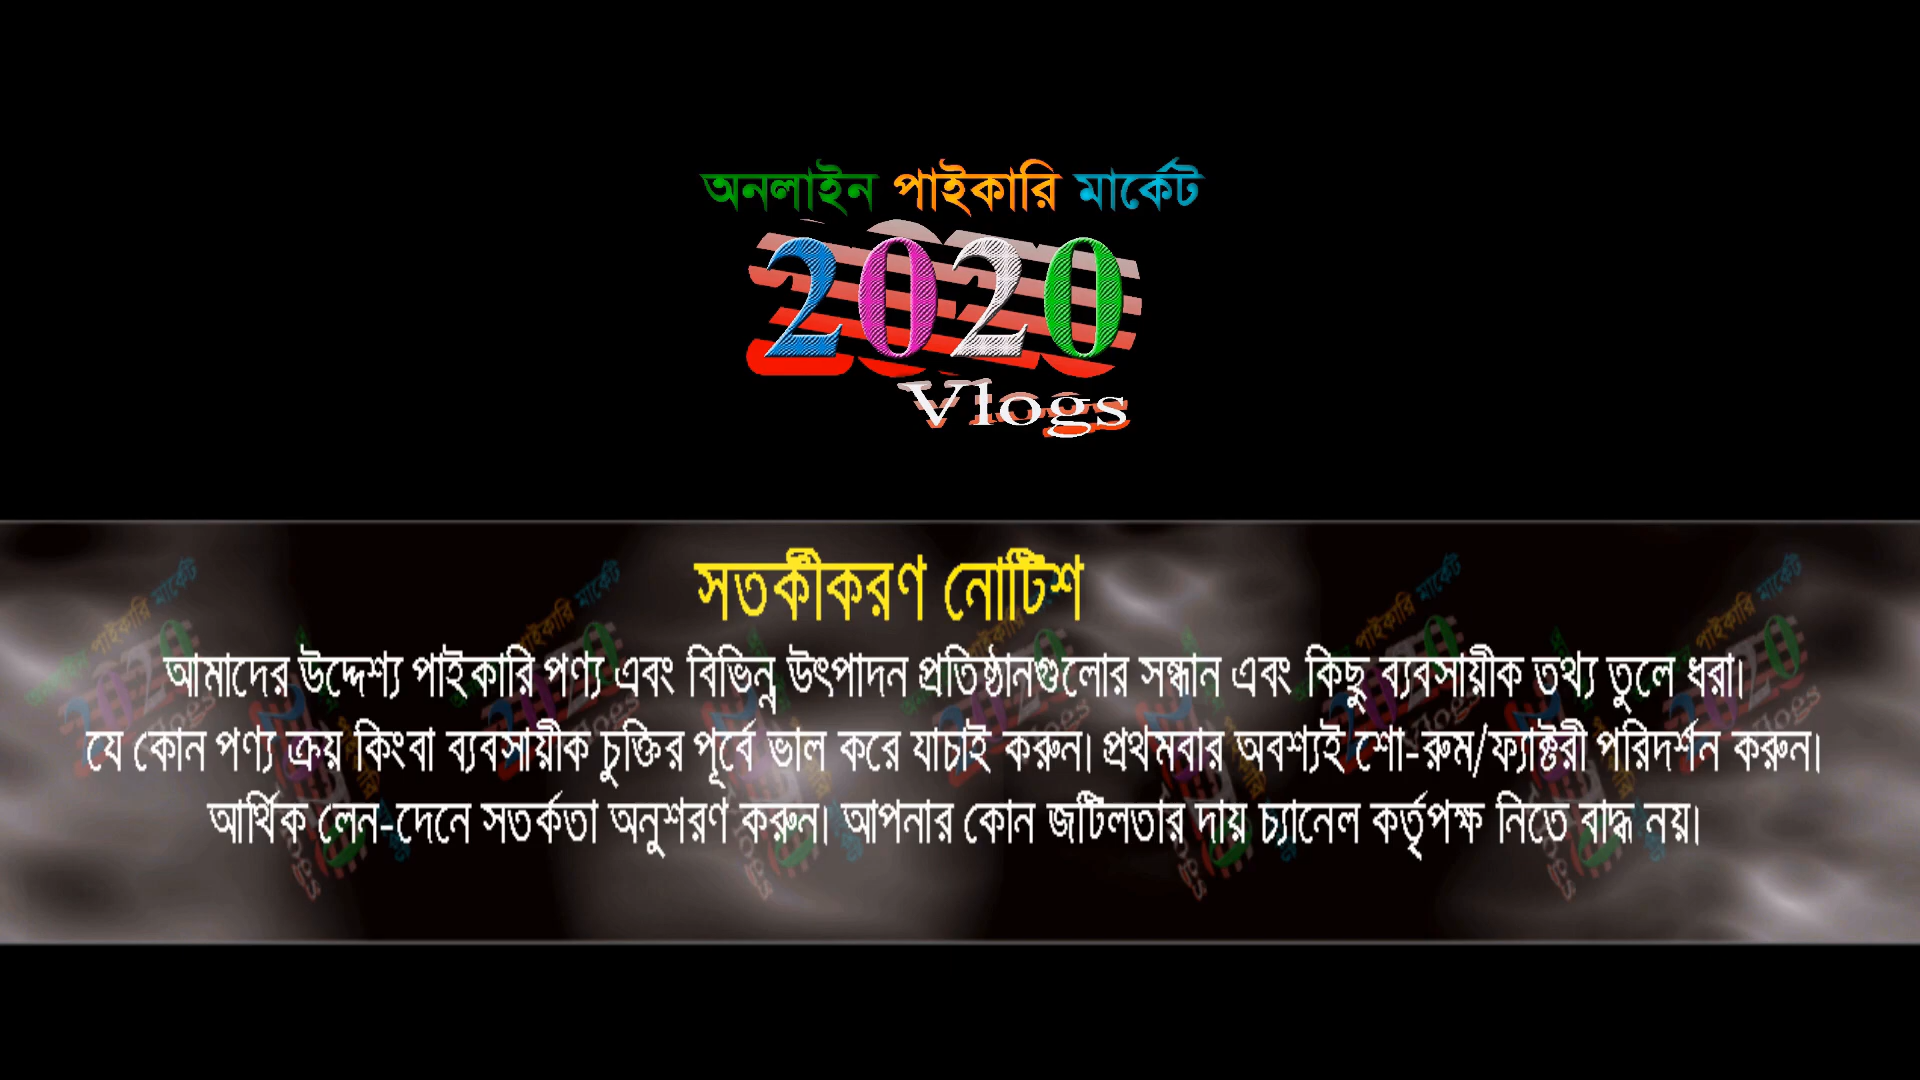 অনলাইন পাইকারি মার্কেট
2020
Vlogs
সতর্কীকরণ নোটিশ
আমাদের উদ্দেশ্য পাইকারি পণ্য এবং বিভিন্ন উৎপাদন প্রতিষ্ঠানগুলোর সন্ধান এবং কিছু ব্যবসায়ীক তথ্য তুলে ধরা।
যে কোন পণ্য ক্রয় কিংবা ব্যবসায়ীক চুক্তির পূর্বে ভাল করে যাচাই করুন। প্রথমবার অবশ্যই শো-রুম/ফ্যাক্টরী পরিদর্শন করুন।
আর্থিক লেন-দেনে সতর্কতা অনুশরণ করুন। আপনার কোন জটিলতার দায় চ্যানেল কর্তৃপক্ষ নিতে বাদ্ধ নয়।